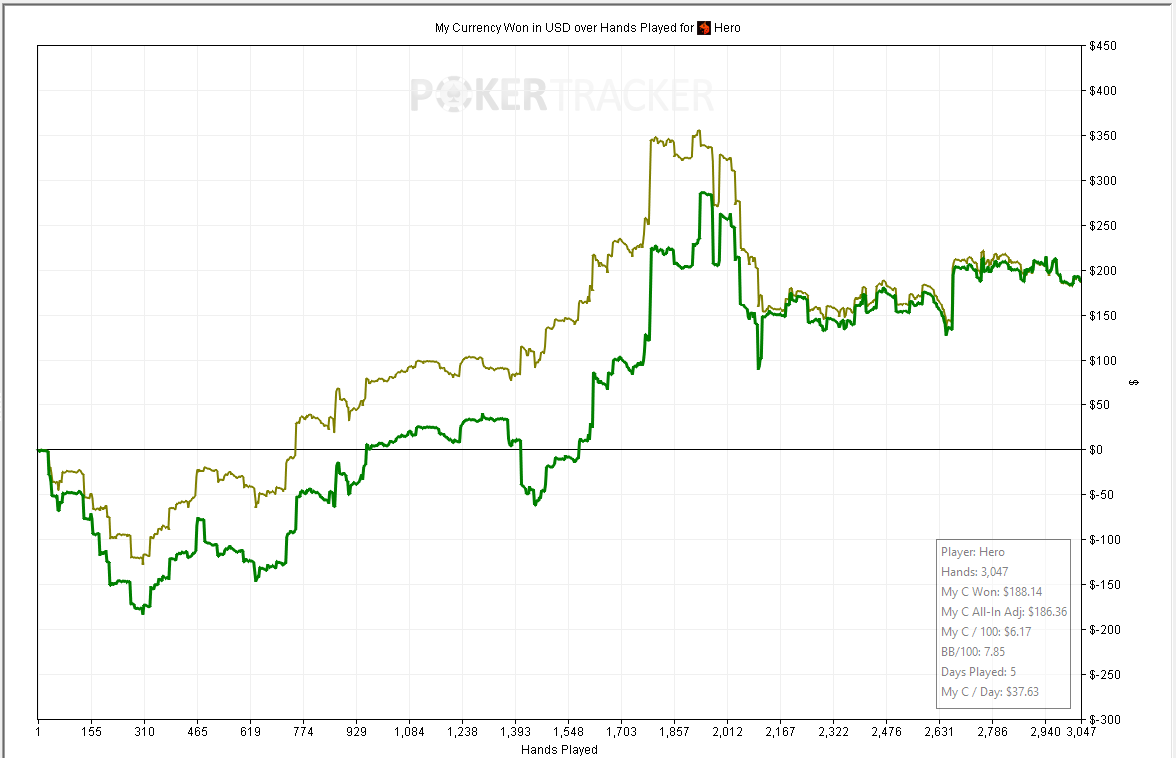 My Currency Won in USD over Hands Played for Hero
POKERTRACKER
$450
$400
$350
$300
$250
$200
$150
$100
$50
$0
$-50
$-100
$-150
$-200
$-250
$-300
$
Player: Hero
Hands: 3,047
My C Won: $188.14
My C All-In Adj: $186.36
My C / 100: $6.17
BB/100: 7.85
Days Played: 5
My C / Day: $37.63
1 155 310 465 619 774 929 1,084 1,238 1,393 1,548 1,703 1,857 2,012 2,167 2,322 2,476 2,631 2,786 2,940 3,047
Hands Played